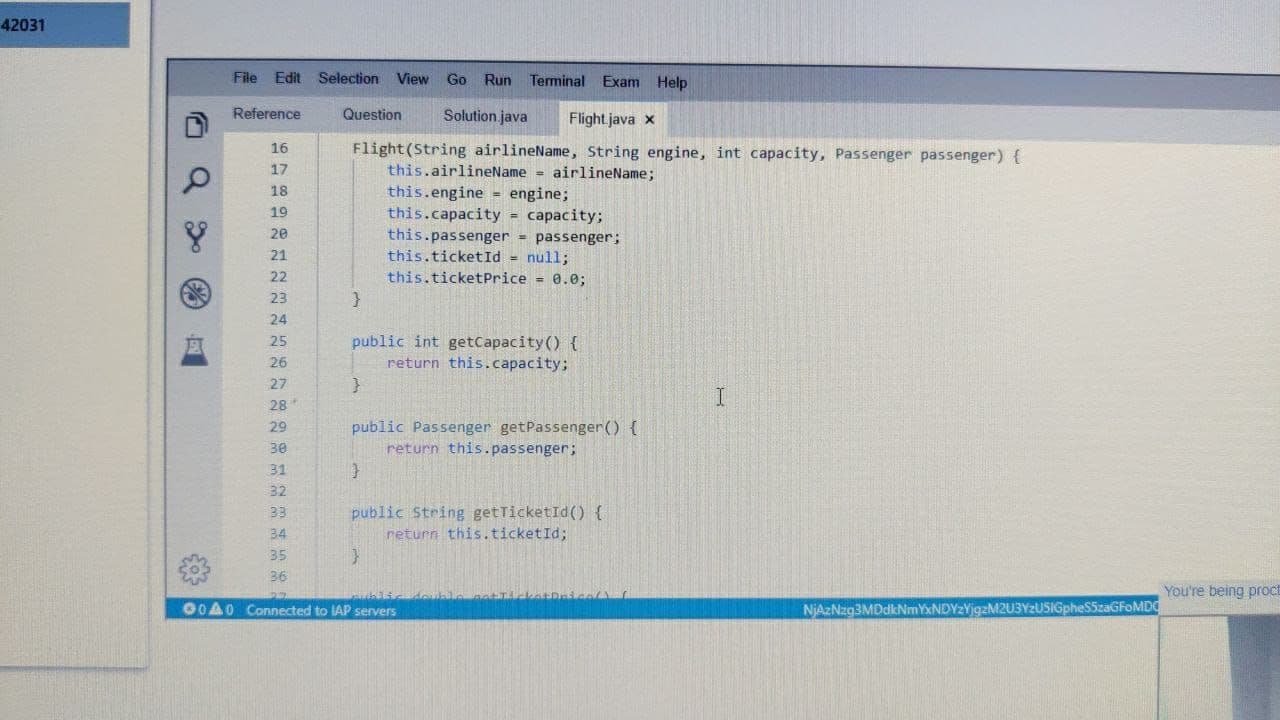 42031
File Edit Selection View Go Run Terminal Exam Help
Reference Question Solution.java Flight.java ×
16 Flight(String airlineName, String engine, int capacity, Passenger passenger) {
17 this.airlineName = airlineName;
18 this.engine = engine;
19 this.capacity = capacity;
20 this.passenger = passenger;
21 this.ticketId = null;
22 this.ticketPrice = 0.0;
23 }
24
25 public int getCapacity() {
26 return this.capacity;
27 }
28
29 public Passenger getPassenger() {
30 return this.passenger;
31 }
32
33 public String getTicketId() {
34 return this.ticketId;
35 }
36
37 public double getTicketPrice() {
0 0 Connected to IAP servers
You're being